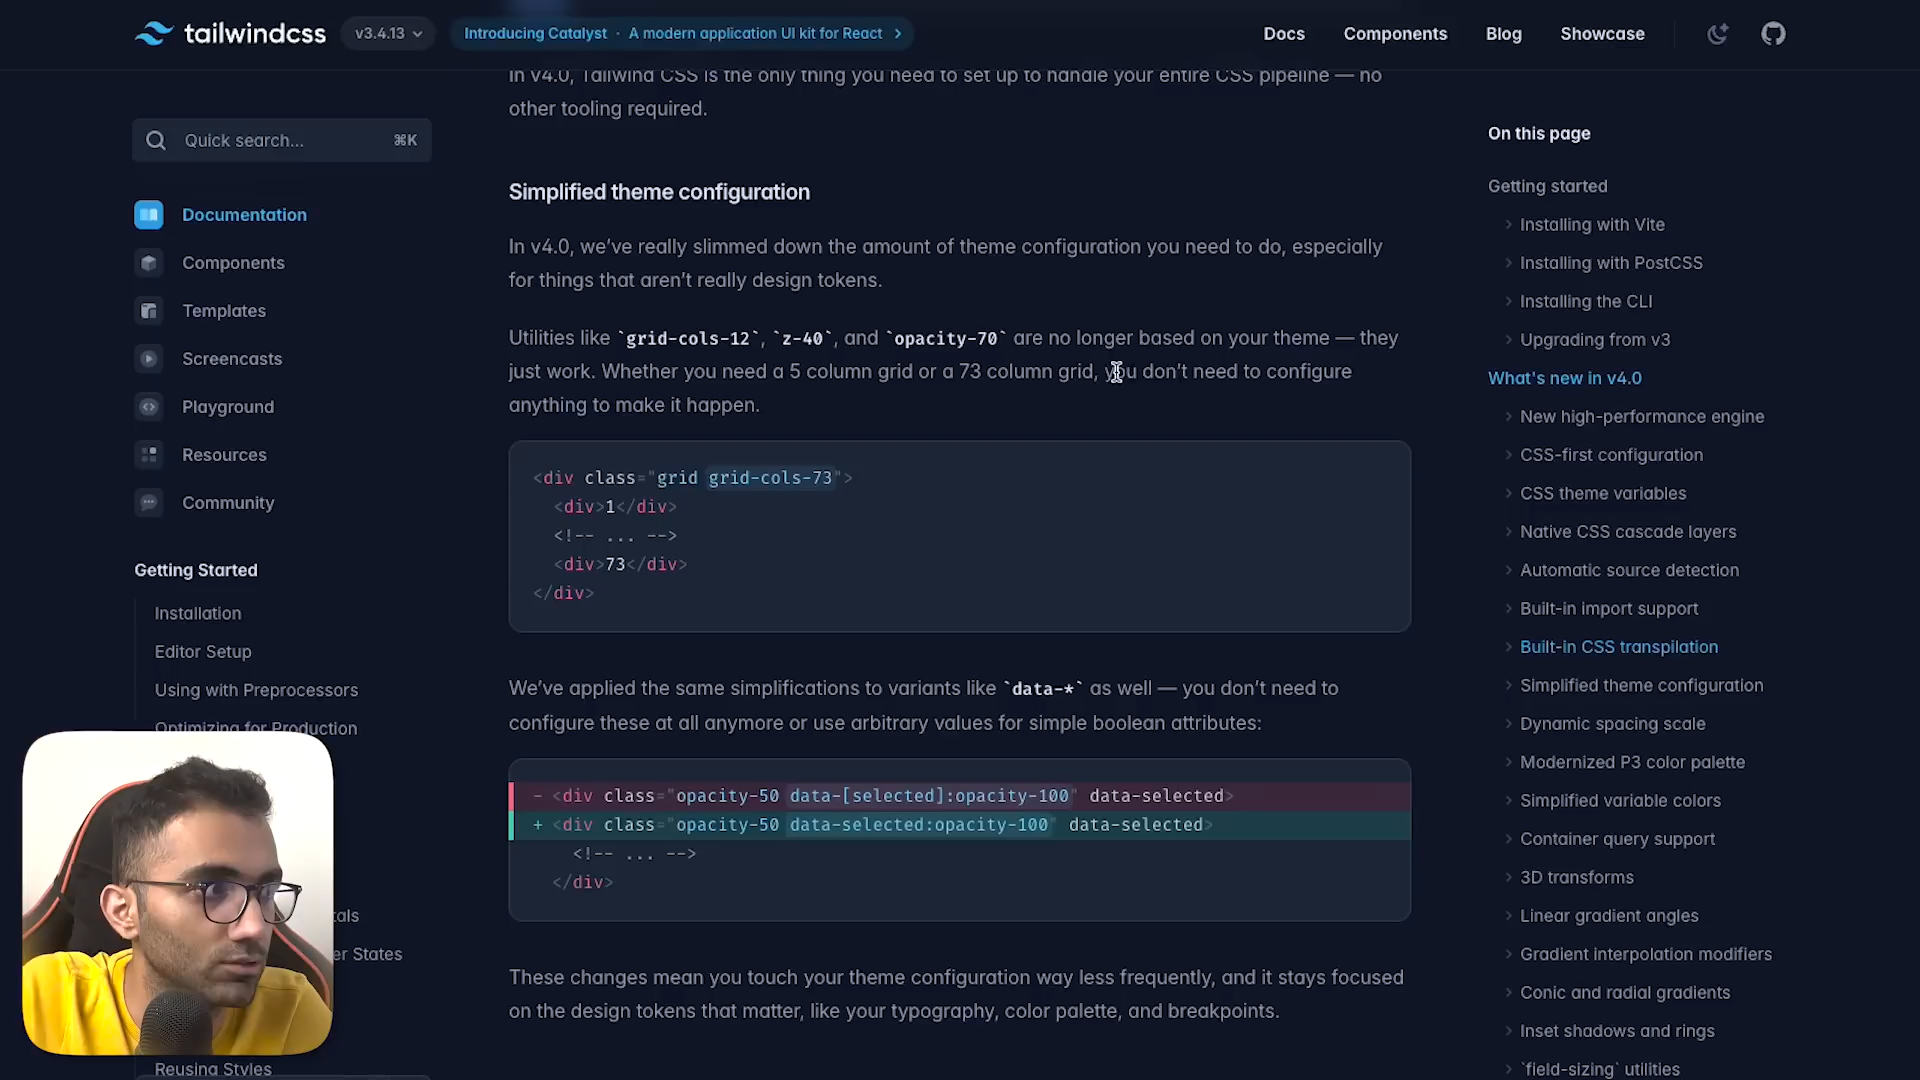 tailwindcss
v3.4.13
Introducing Catalyst · A modern application UI kit for React
Docs
Components
Blog
Showcase
Quick search...
⌘K
Documentation
Components
Templates
Screencasts
Playground
Resources
Community
Getting Started
Installation
Editor Setup
Using with Preprocessors
Optimizing for Production
Reusing Styles
In v4.0, Tailwind CSS is the only thing you need to set up to handle your entire CSS pipeline — no
other tooling required.
Simplified theme configuration
In v4.0, we’ve really slimmed down the amount of theme configuration you need to do, especially
for things that aren’t really design tokens.
Utilities like `grid-cols-12`, `z-40`, and `opacity-70` are no longer based on your theme — they
just work. Whether you need a 5 column grid or a 73 column grid, you don’t need to configure
anything to make it happen.
<div class="grid grid-cols-73">
<div>1</div>
<!-- ... -->
<div>73</div>
</div>
We’ve applied the same simplifications to variants like `data-*` as well — you don’t need to
configure these at all anymore or use arbitrary values for simple boolean attributes:
- <div class="opacity-50 data-[selected]:opacity-100" data-selected>
+ <div class="opacity-50 data-selected:opacity-100" data-selected>
<!-- ... -->
</div>
These changes mean you touch your theme configuration way less frequently, and it stays focused
on the design tokens that matter, like your typography, color palette, and breakpoints.
On this page
Getting started
Installing with Vite
Installing with PostCSS
Installing the CLI
Upgrading from v3
What's new in v4.0
New high-performance engine
CSS-first configuration
CSS theme variables
Native CSS cascade layers
Automatic source detection
Built-in import support
Built-in CSS transpilation
Simplified theme configuration
Dynamic spacing scale
Modernized P3 color palette
Simplified variable colors
Container query support
3D transforms
Linear gradient angles
Gradient interpolation modifiers
Conic and radial gradients
Inset shadows and rings
`field-sizing` utilities